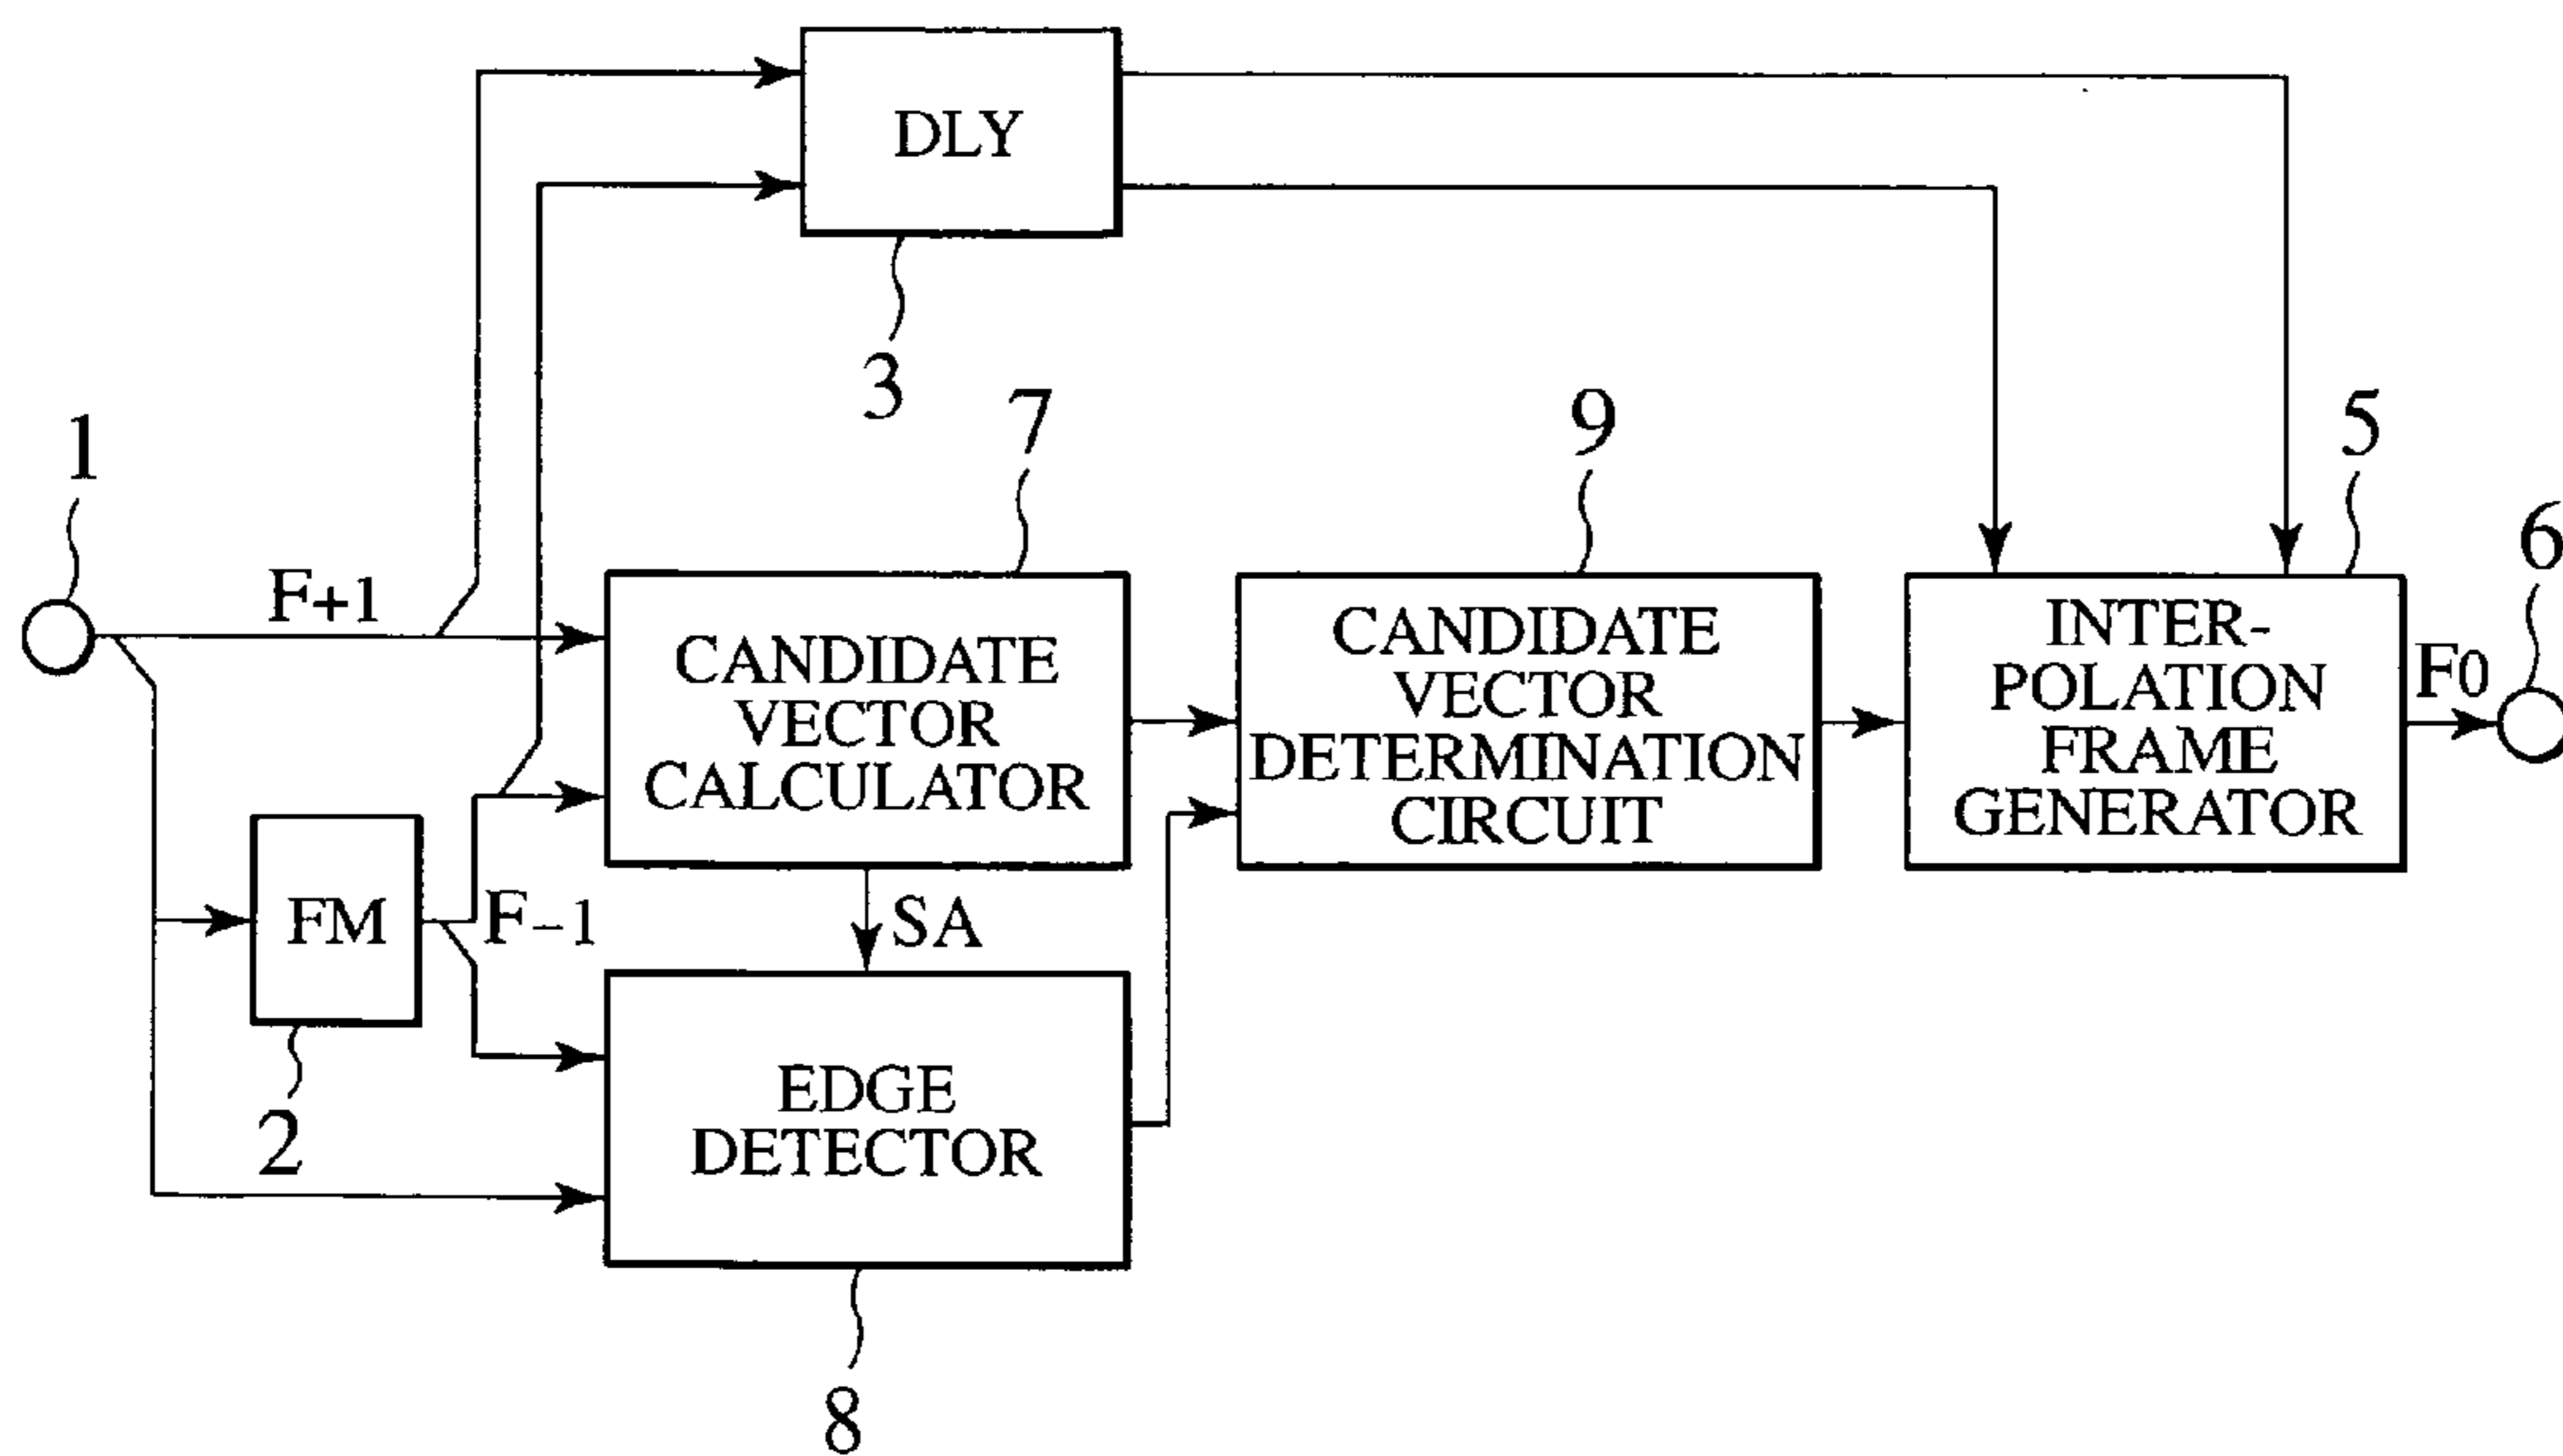 DLY
3
7
9
5
1
6
F+1
CANDIDATE
VECTOR
CALCULATOR
CANDIDATE
VECTOR
DETERMINATION
CIRCUIT
INTER-
POLATION
FRAME
GENERATOR
F0
FM
F-1
SA
2
EDGE
DETECTOR
8